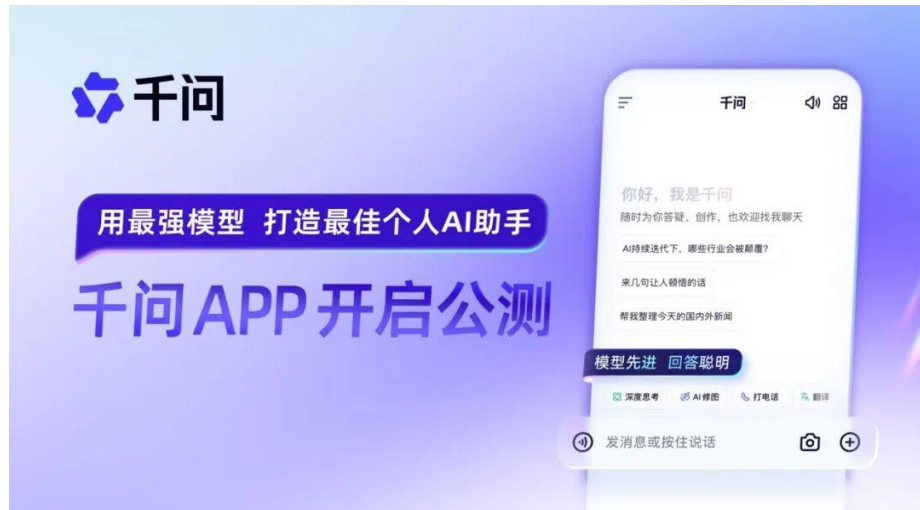 千问
用最强模型 打造最佳个人AI助手
千问APP开启公测
千问
你好，我是千问
随时为你答疑、创作，也欢迎找我聊天
AI持续迭代下，哪些行业会被颠覆？
来几句让人顿悟的话
帮我整理今天的国内外新闻
模型先进 回答聪明
深度思考 AI修图 打电话 翻译
发消息或按住说话